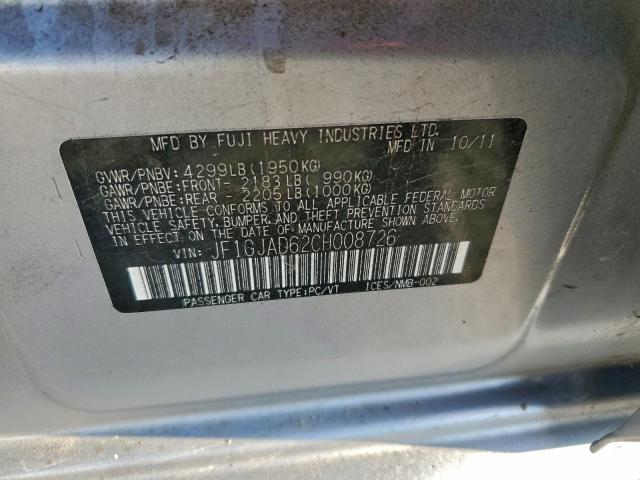 MFD BY FUJI HEAVY INDUSTRIES LTD.
MFD IN 10/11
GVWR/PNBV: 4299LB(1950KG)
GAWR/PNBE:FRONT- 2183LB( 990KG)
GAWR/PNBE:REAR - 2205LB(1000KG)
THIS VEHICLE CONFORMS TO ALL APPLICABLE FEDERAL MOTOR
VEHICLE SAFETY, BUMPER, AND THEFT PREVENTION STANDARDS
IN EFFECT ON THE DATE OF MANUFACTURE SHOWN ABOVE.
VIN: JF1GJAD62CH008726
PASSENGER CAR TYPE:PC/VT ICES/NMB-002